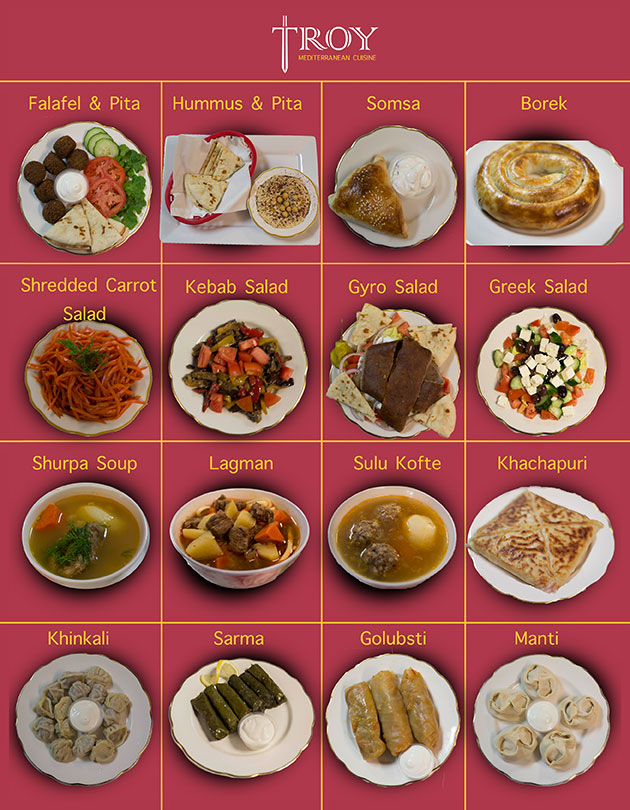 TROY
MEDITERRANEAN CUISINE
Falafel & Pita
Hummus & Pita
Somsa
Borek
Shredded Carrot
Salad
Kebab Salad
Gyro Salad
Greek Salad
Shurpa Soup
Lagman
Sulu Kofte
Khachapuri
Khinkali
Sarma
Golubsti
Manti